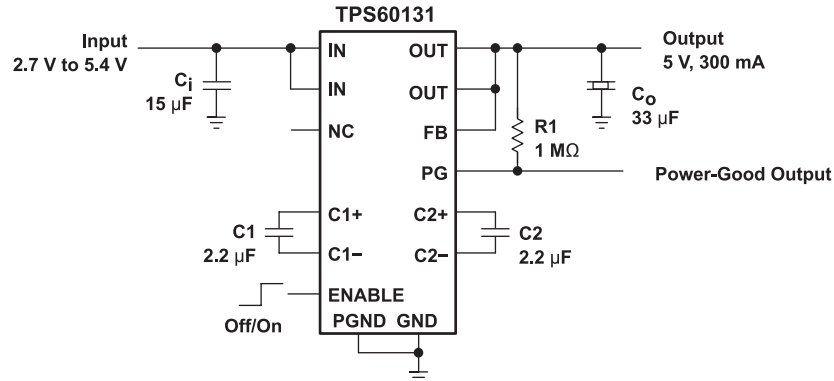 TPS60131
Input
2.7 V to 5.4 V
Ci
15 µF
IN
IN
NC
C1+
C1−
C1
2.2 µF
ENABLE
Off/On
PGND GND
OUT
OUT
FB
PG
C2+
C2−
C2
2.2 µF
R1
1 MΩ
Output
5 V, 300 mA
Co
33 µF
Power-Good Output